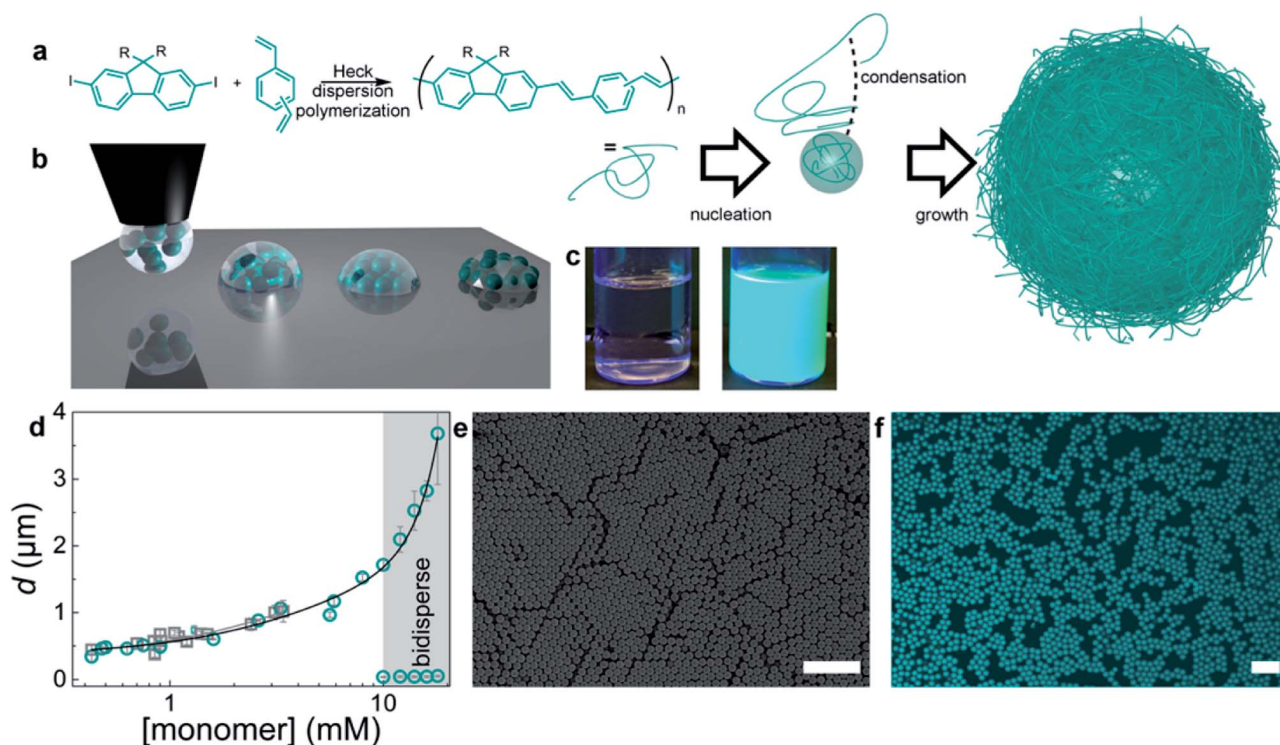 a
R R
I
I
+
Heck
dispersion
polymerization
R R
n
=
nucleation
condensation
growth
b
c
d
4
3
2
1
0
d (μm)
1
10
[monomer] (mM)
bidisperse
e
f